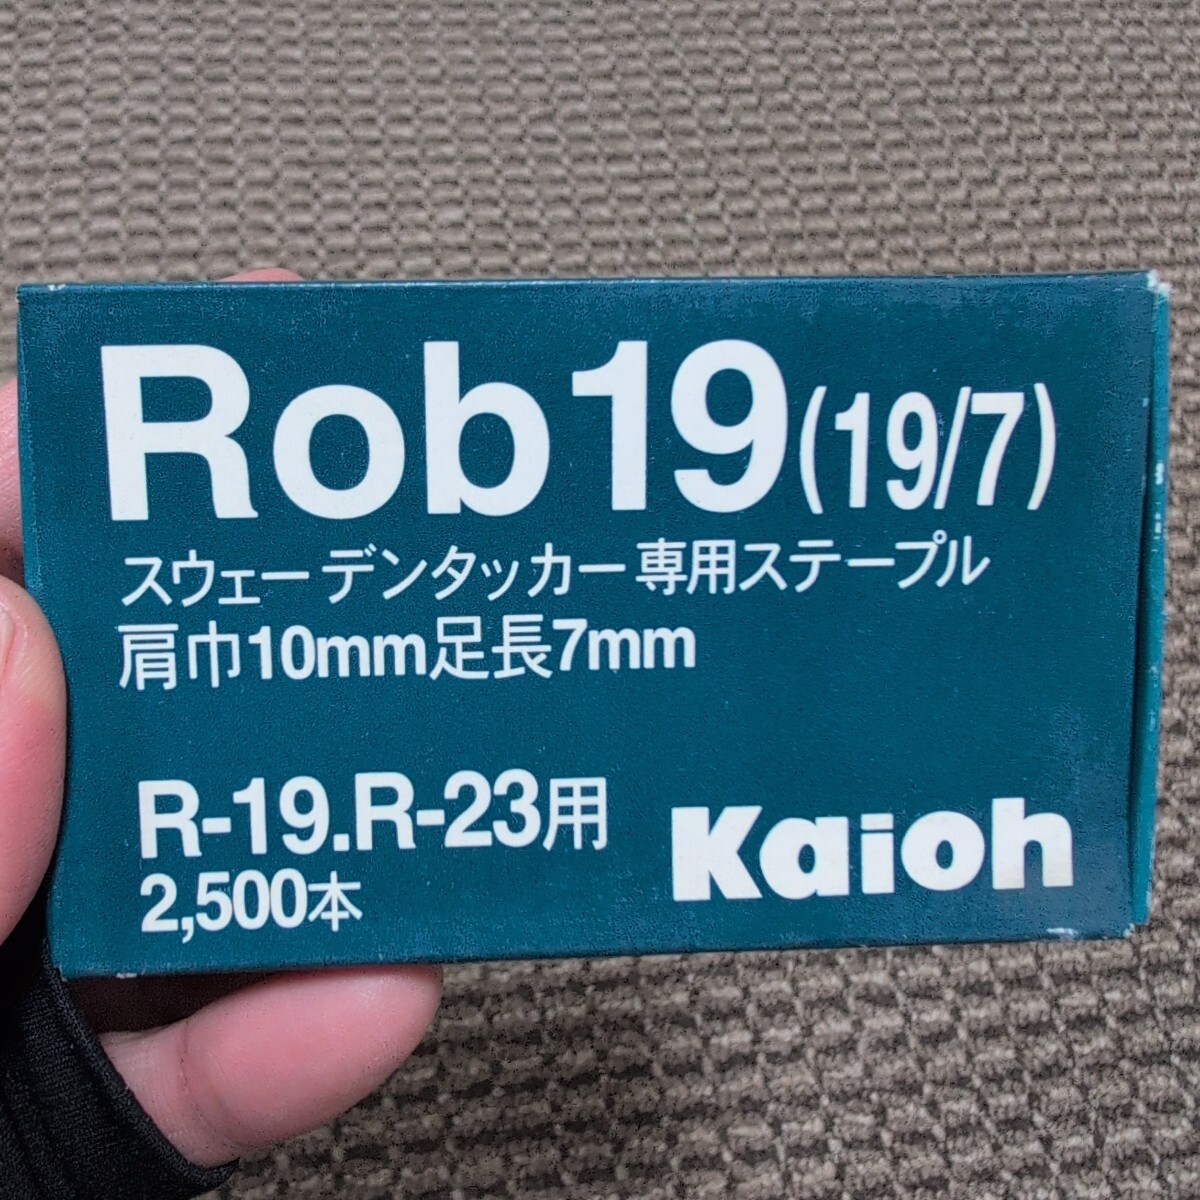 Rob19(19/7)
スウェーデンタッカー専用ステープル
肩巾10mm足長7mm
R-19.R-23用
2,500本
Kaioh